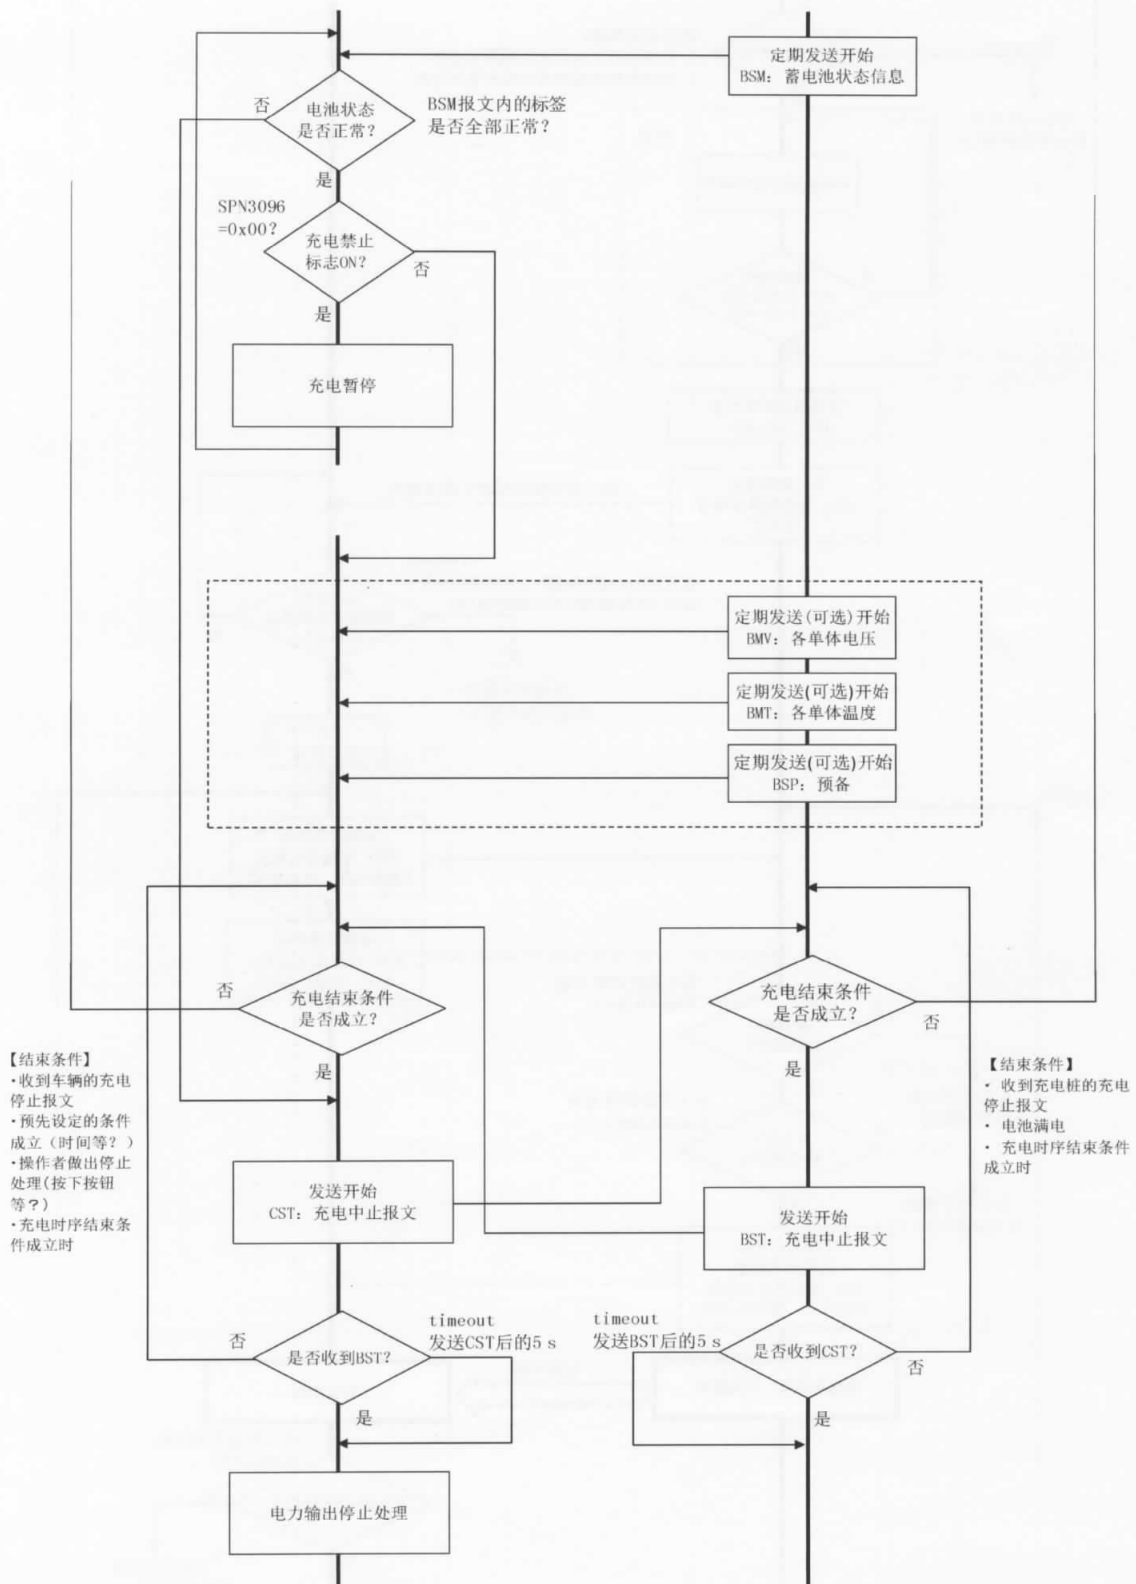 定期发送开始
BSM：蓄电池状态信息
否
电池状态
是否正常？
BSM报文内的标签
是否全部正常？
是
SPN3096
=0x00？
充电禁止
标志ON？
否
是
充电暂停
定期发送(可选)开始
BMV：各单体电压
定期发送(可选)开始
BMT：各单体温度
定期发送(可选)开始
BSP：预备
否
充电结束条件
是否成立？
是
充电结束条件
是否成立？
否
是
【结束条件】
·收到车辆的充电
停止报文
·预先设定的条件
成立（时间等？）
·操作者做出停止
处理(按下按钮
等？)
·充电时序结束条
件成立时
【结束条件】
· 收到充电桩的充电
停止报文
· 电池满电
· 充电时序结束条件
成立时
发送开始
CST：充电中止报文
发送开始
BST：充电中止报文
否
是否收到BST？
timeout
发送CST后的5 s
是
timeout
发送BST后的5 s
是否收到CST？
否
是
电力输出停止处理